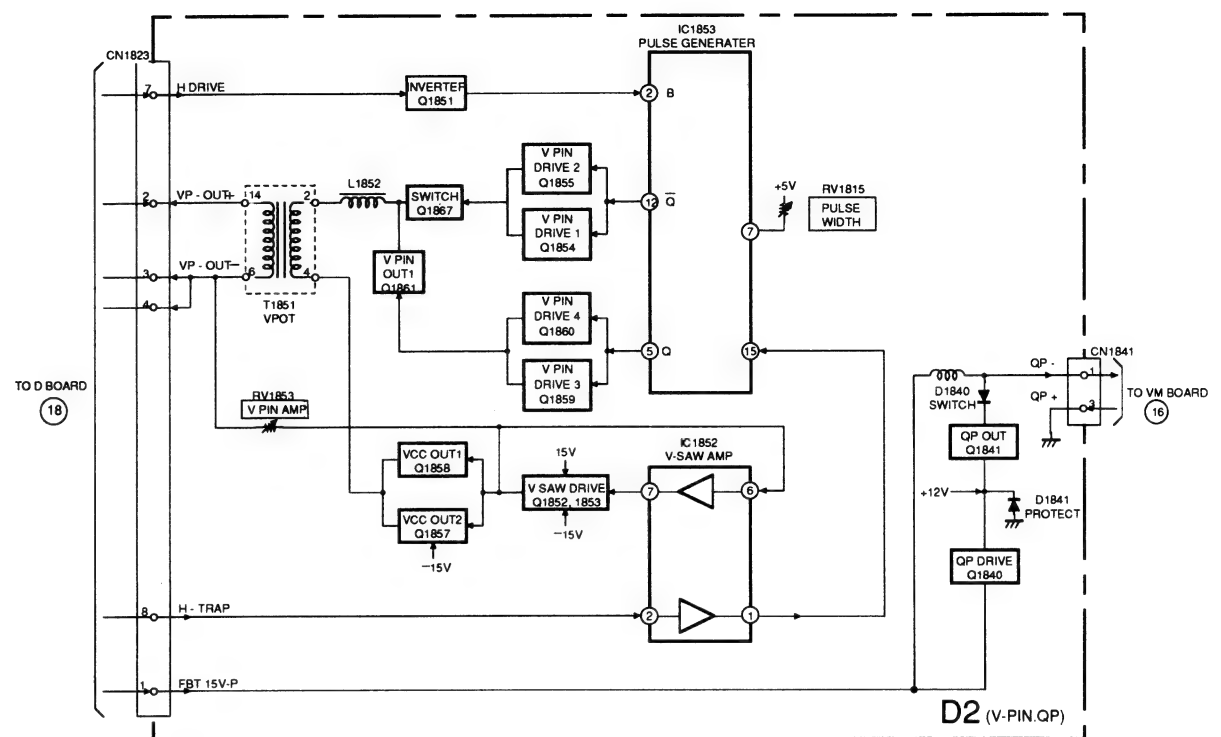 IC1853
PULSE GENERATER
CN1823
7
H DRIVE
INVERTER
Q1851
2
B
V PIN
DRIVE 2
Q1855
L1852
+5V
RV1815
2
VP - OUT+
14
2
SWITCH
Q1867
12
Q
PULSE
WIDTH
V PIN
DRIVE 1
Q1854
7
3
VP - OUT-
6
4
V PIN
OUT1
Q1861
4
T1851
VPOT
V PIN
DRIVE 4
Q1860
5
Q
15
CN1841
QP -
1
TO D BOARD
18
V PIN
DRIVE 3
Q1859
D1840
SWITCH
QP +
3
TO VM BOARD
16
RV1853
V PIN AMP
QP OUT
Q1841
IC1852
V-SAW AMP
VCC OUT1
Q1858
15V
V SAW DRIVE
Q1852, 1853
7
6
+12V
D1841
PROTECT
VCC OUT2
Q1857
-15V
-15V
QP DRIVE
Q1840
8
H - TRAP
2
1
1
FBT 15V-P
D2 (V-PIN.QP)